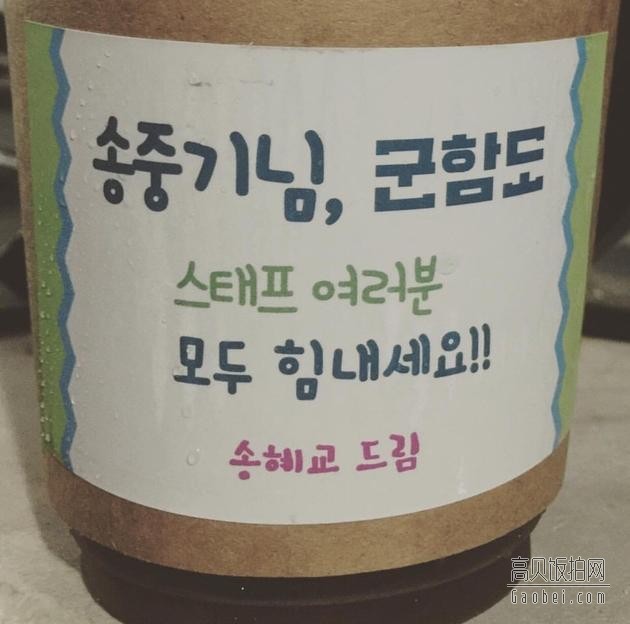 송중기님, 군함도
스태프 여러분
모두 힘내세요!!
송혜교 드림
高贝饭拍网
Gaobei.com